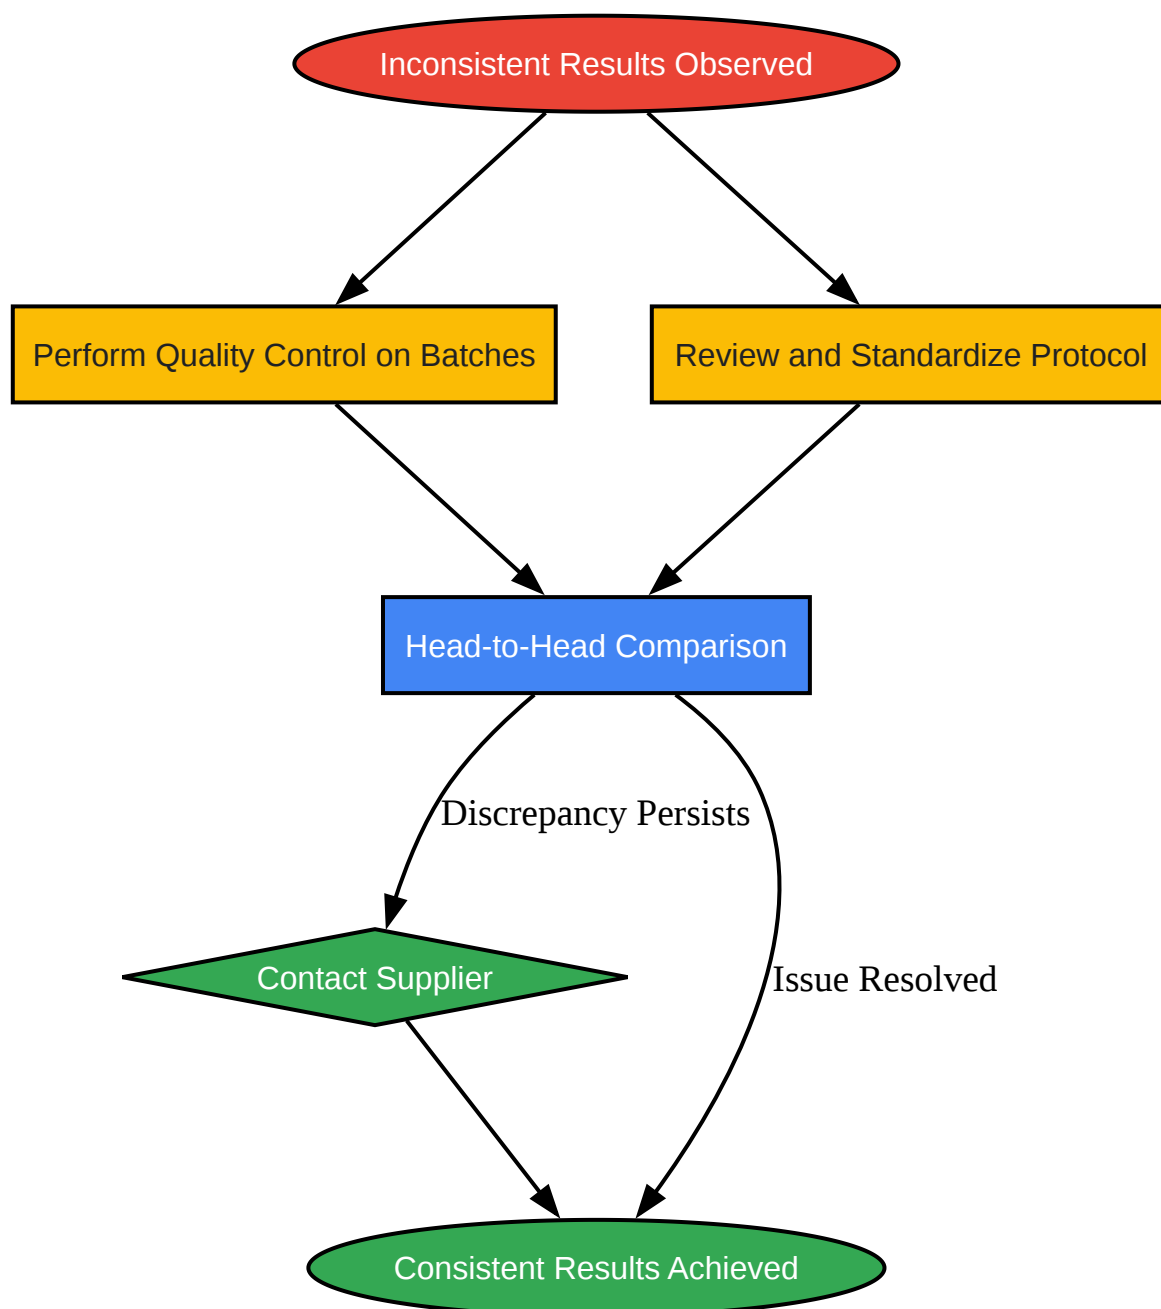 Inconsistent Results Observed
Perform Quality Control on Batches
Review and Standardize Protocol
Head-to-Head Comparison
Discrepancy Persists
Contact Supplier
Issue Resolved
Consistent Results Achieved